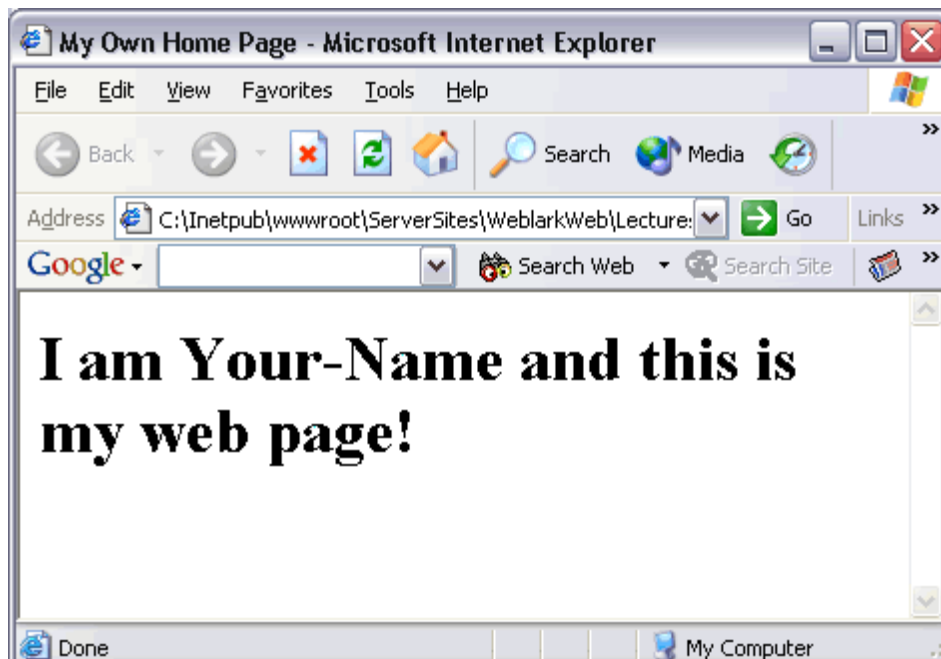 My Own Home Page - Microsoft Internet Explorer
File Edit View Favorites Tools Help
Back Search Media »
Address C:\Inetpub\wwwroot\ServerSites\WeblarkWeb\Lecture: Go Links »
Google Search Web Search Site »
I am Your-Name and this is
my web page!
Done My Computer